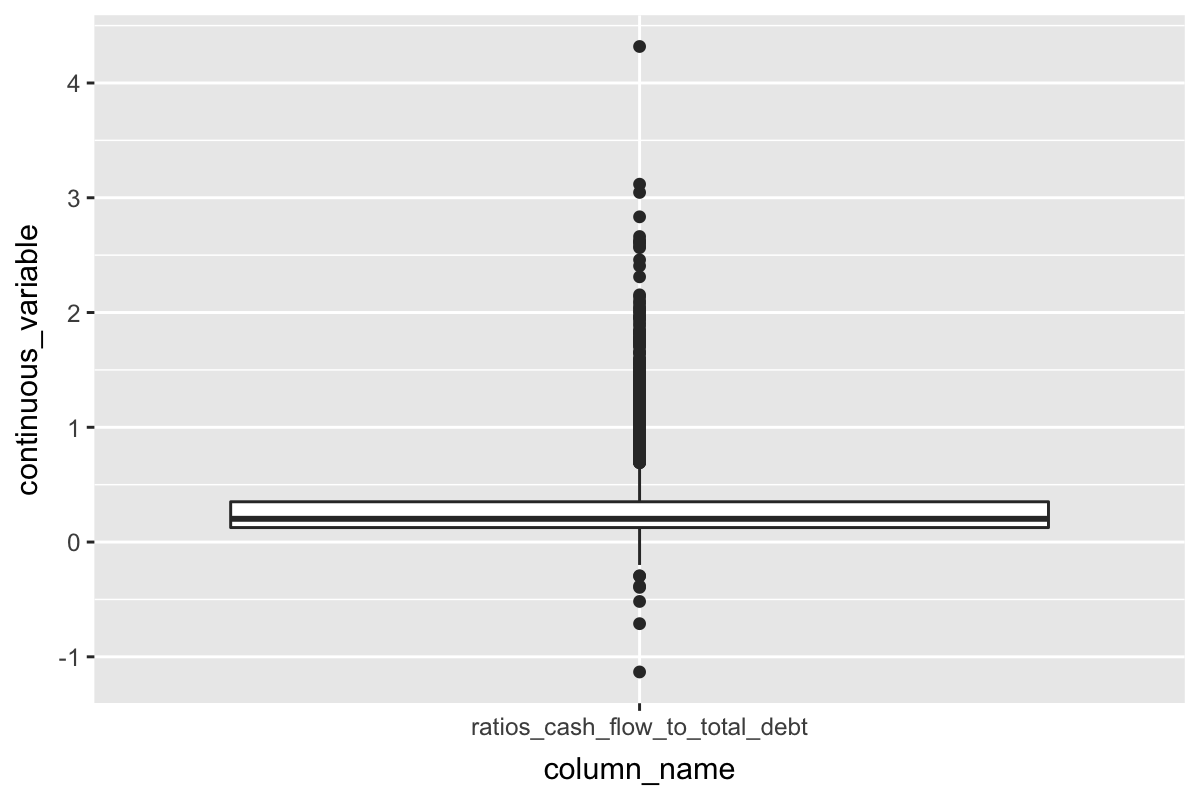 continuous_variable
4
3
2
1
0
-1
ratios_cash_flow_to_total_debt
column_name